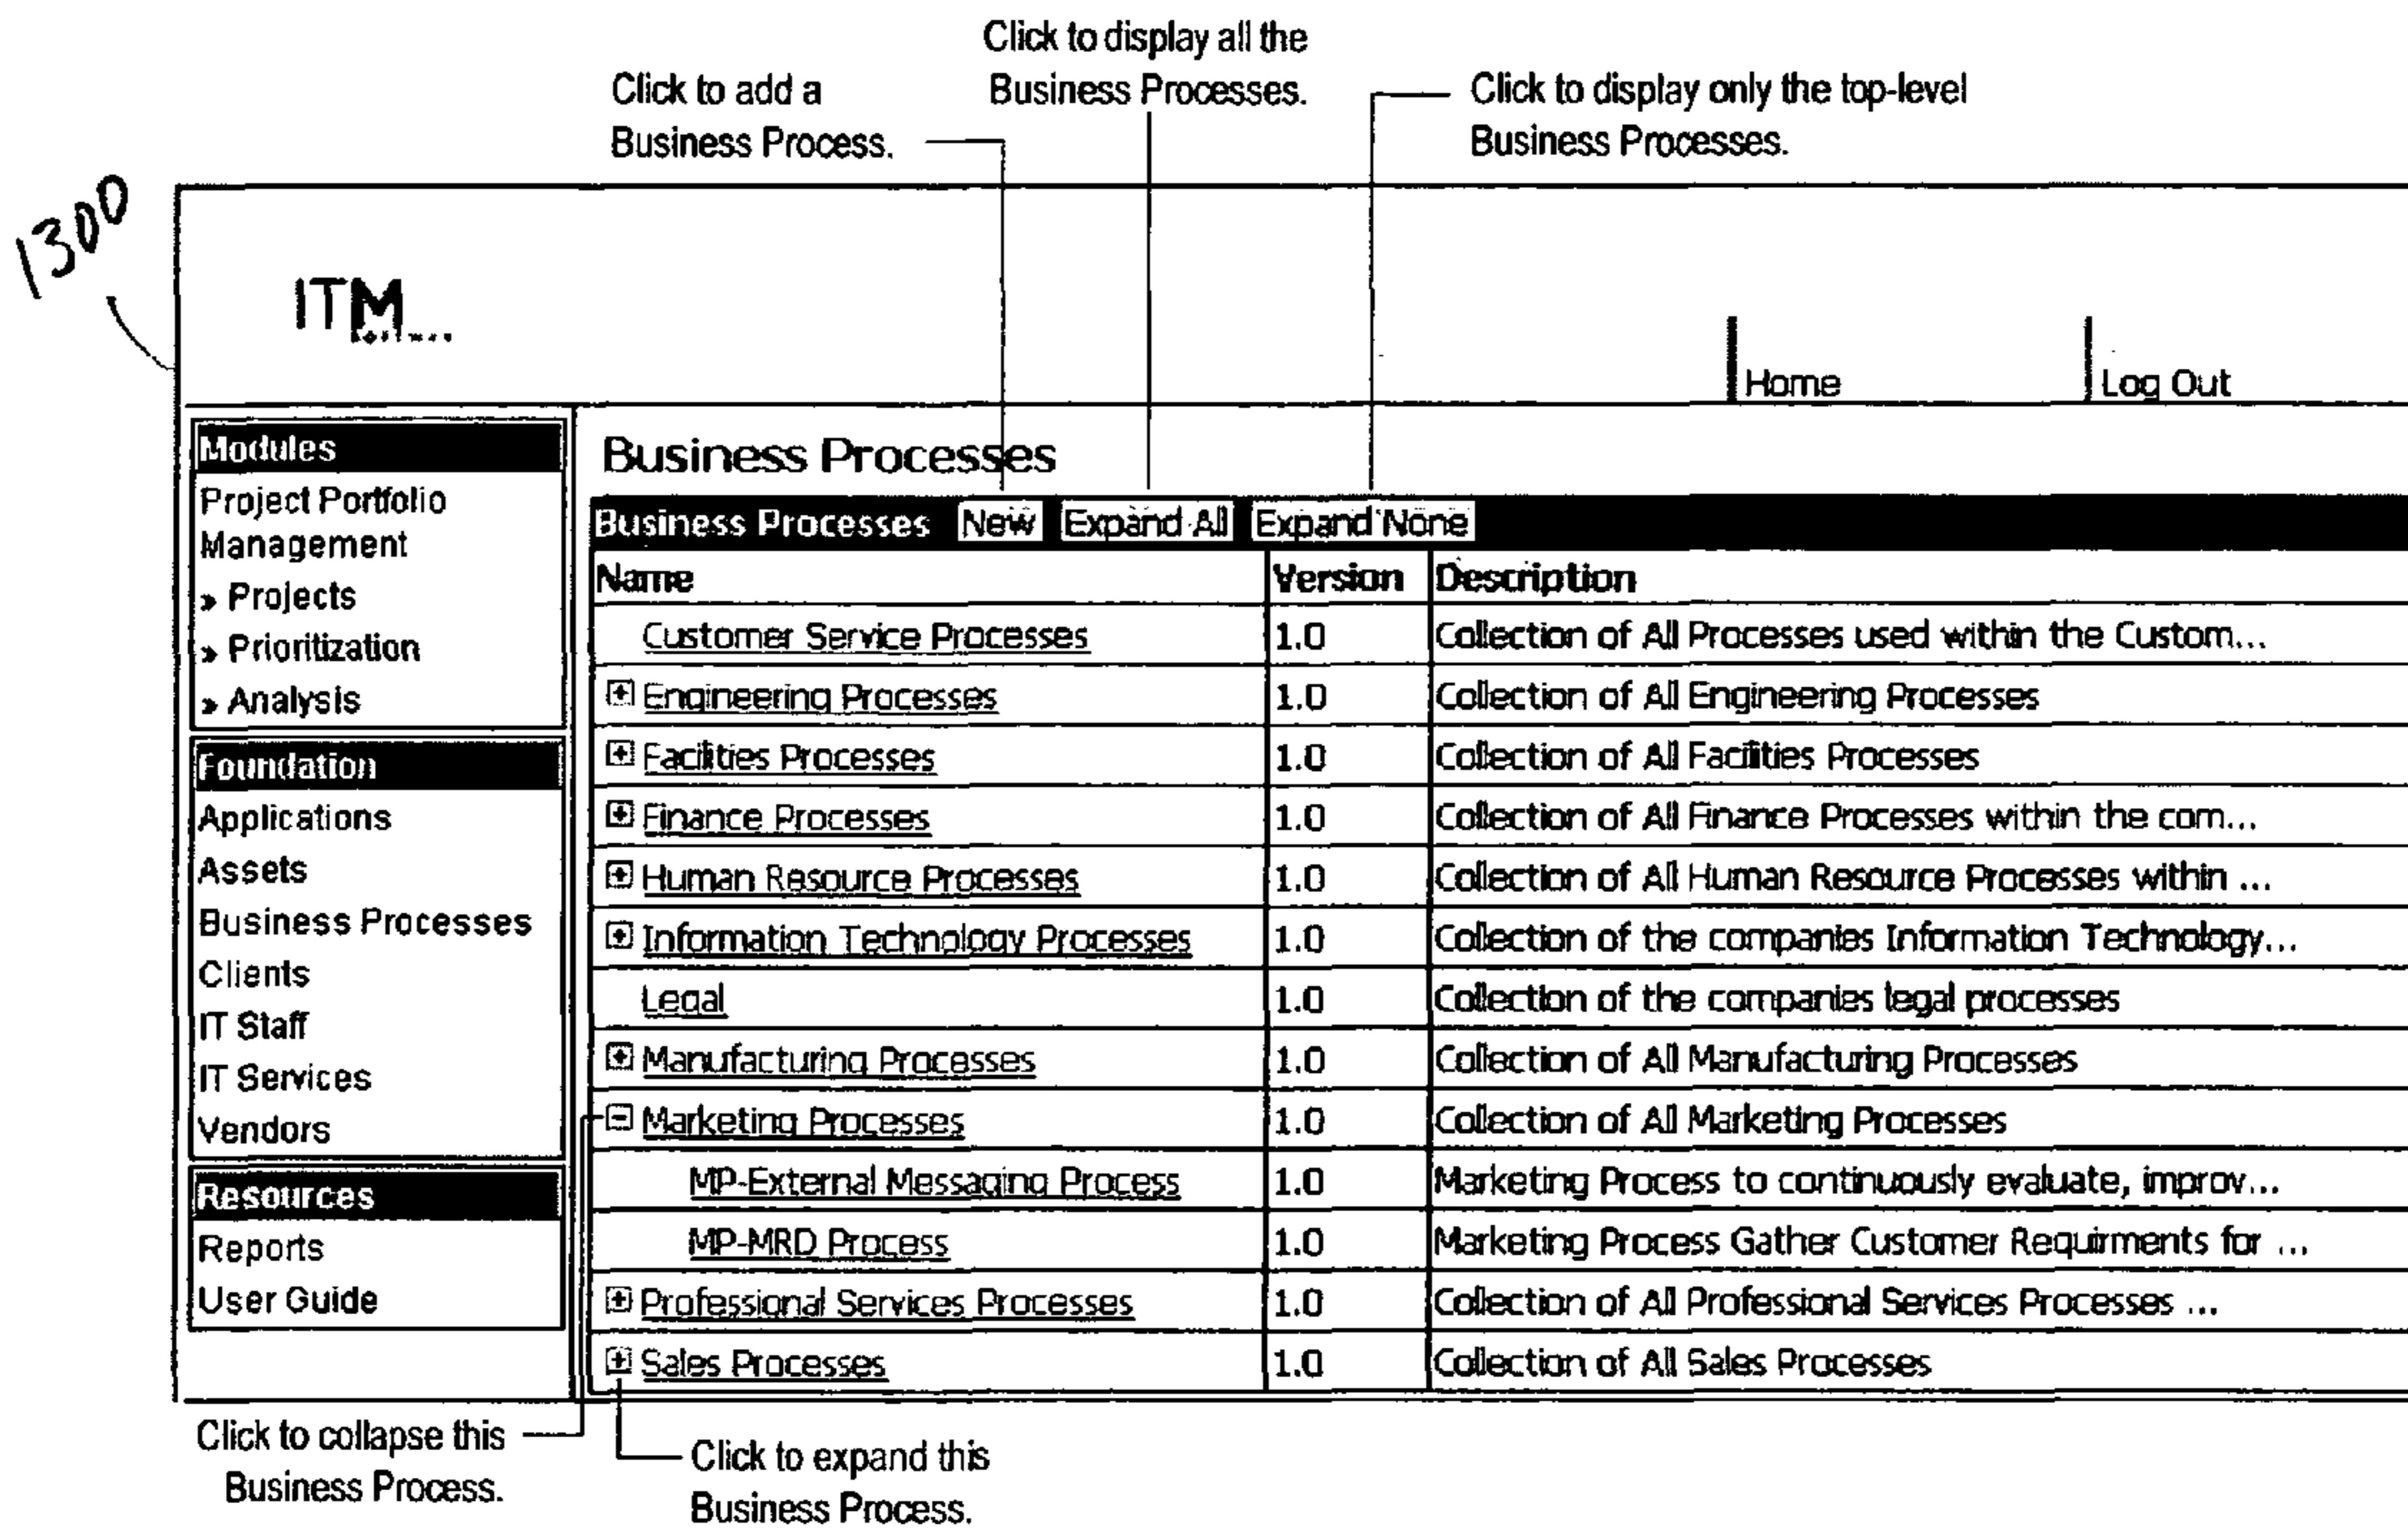 Click to display all the
Business Processes.
Click to add a
Business Process.
Click to display only the top-level
Business Processes.
1300
ITM
Home
Log Out
Modules
Project Portfolio
Management
» Projects
» Prioritization
» Analysis
Foundation
Applications
Assets
Business Processes
Clients
IT Staff
IT Services
Vendors
Resources
Reports
User Guide
Business Processes
Business Processes New Expand All Expand None
Name Version Description
Customer Service Processes 1.0 Collection of All Processes used within the Custom...
Engineering Processes 1.0 Collection of All Engineering Processes
Facilities Processes 1.0 Collection of All Facilities Processes
Finance Processes 1.0 Collection of All Finance Processes within the com...
Human Resource Processes 1.0 Collection of All Human Resource Processes within ...
Information Technology Processes 1.0 Collection of the companies Information Technology...
Legal 1.0 Collection of the companies legal processes
Manufacturing Processes 1.0 Collection of All Manufacturing Processes
Marketing Processes 1.0 Collection of All Marketing Processes
MP-External Messaging Process 1.0 Marketing Process to continuously evaluate, improv...
MP-MRD Process 1.0 Marketing Process Gather Customer Requirments for ...
Professional Services Processes 1.0 Collection of All Professional Services Processes ...
Sales Processes 1.0 Collection of All Sales Processes
Click to collapse this
Business Process.
Click to expand this
Business Process.